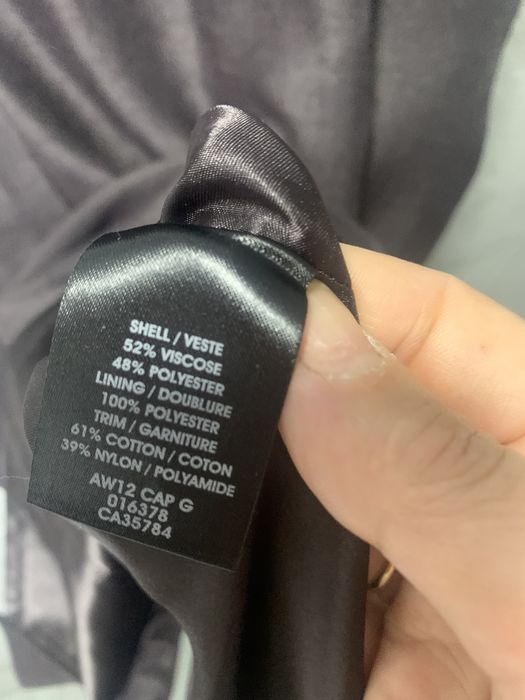 SHELL / VESTE
52% VISCOSE
48% POLYESTER
LINING / DOUBLURE
100% POLYESTER
TRIM / GARNITURE
61% COTTON / COTON
39% NYLON / POLYAMIDE
AW12 CAP G
016378
CA35784